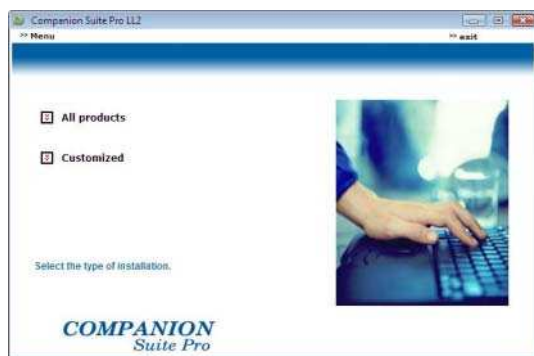 Companion Suite Pro LL2
>> Menu >> exit
All products
Customized
Select the type of installation.
COMPANION
Suite Pro